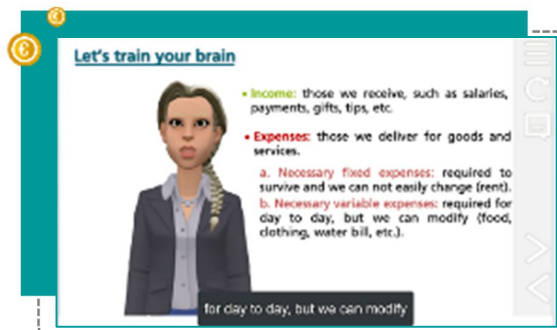 Let's train your brain
• Income: those we receive, such as salaries,
payments, gifts, tips, etc.
• Expenses: those we deliver for goods and
services.
a. Necessary fixed expenses: required to
survive and we can not easily change (rent).
b. Necessary variable expenses: required for
day to day, but we can modify (food,
clothing, water bill, etc.).
for day to day, but we can modify